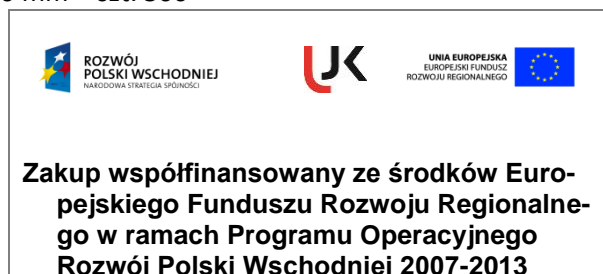 ROZWÓJ
POLSKI WSCHODNIEJ
NARODOWA STRATEGIA SPÓJNOŚCI
UJK
UNIA EUROPEJSKA
EUROPEJSKI FUNDUSZ
ROZWOJU REGIONALNEGO
Zakup współfinansowany ze środków Euro-
pejskiego Funduszu Rozwoju Regionalne-
go w ramach Programu Operacyjnego
Rozwój Polski Wschodniej 2007-2013